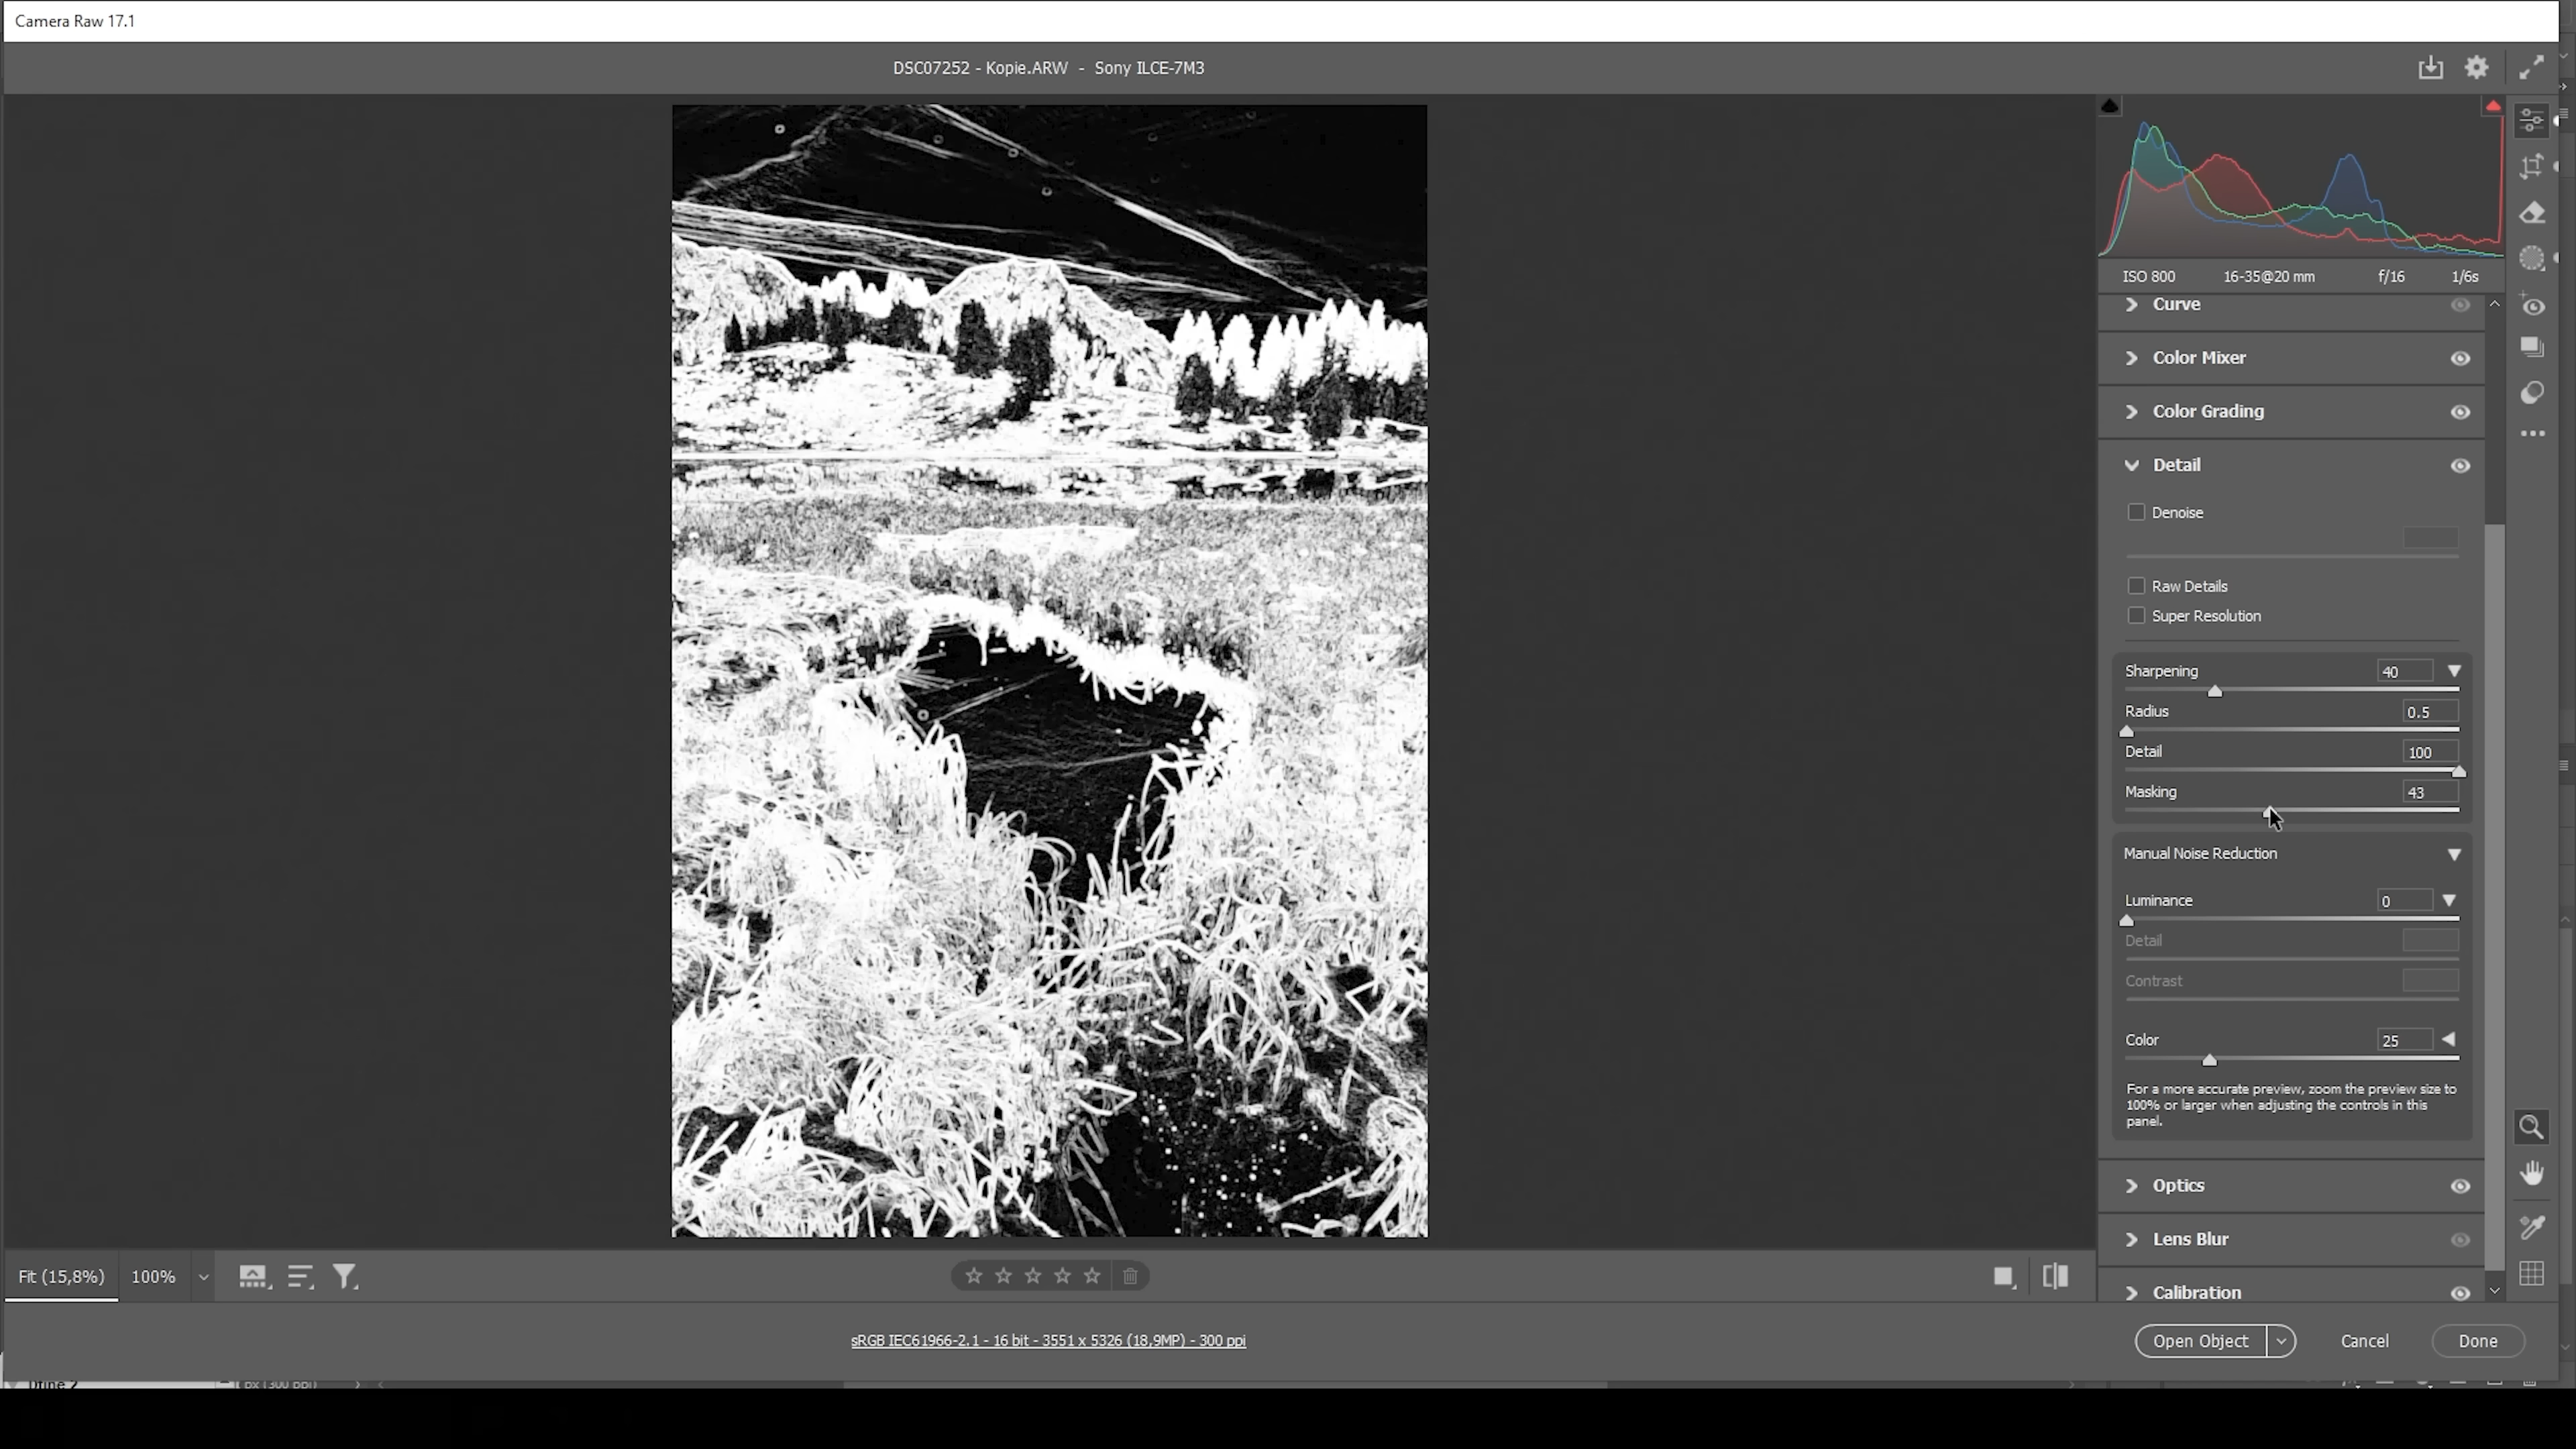 Camera Raw 17.1
DSC07252 - Kopie.ARW - Sony ILCE-7M3
ISO 800 16-35@20 mm f/16 1/6s
Curve
Color Mixer
Color Grading
Detail
Denoise
Raw Details
Super Resolution
Sharpening 40
Radius 0.5
Detail 100
Masking 43
Manual Noise Reduction
Luminance 0
Detail
Contrast
Color 25
For a more accurate preview, zoom the preview size to
100% or larger when adjusting the controls in this
panel.
Optics
Lens Blur
Calibration
Fit (15,8%) 100%
sRGB IEC61966-2.1 - 16 bit - 3551 x 5326 (18,9MP) - 300 ppi
Open Object Cancel Done